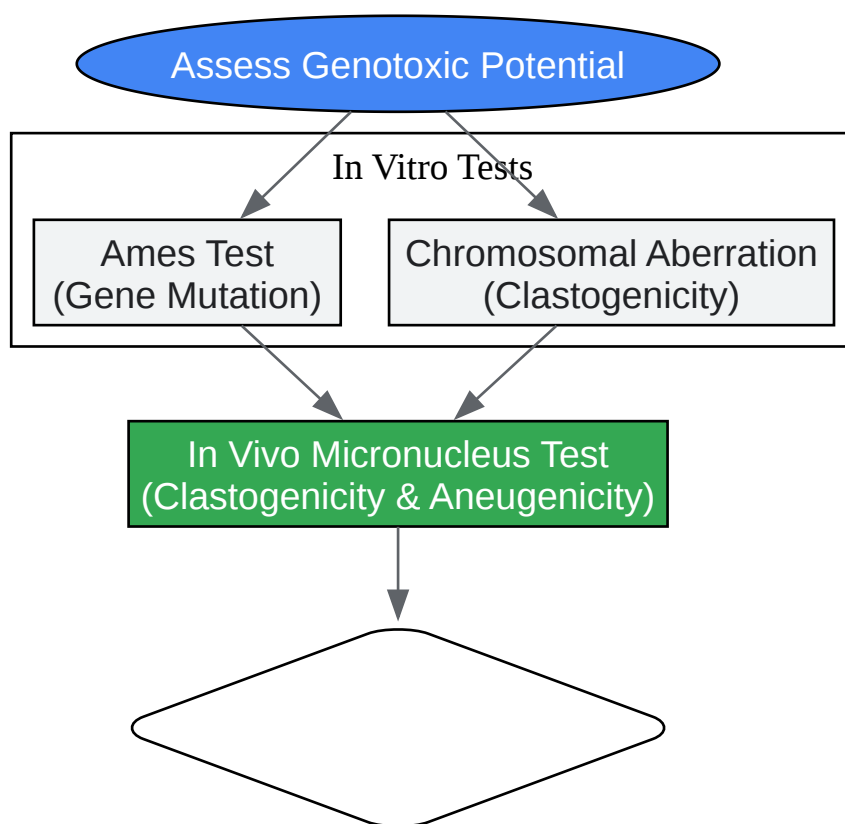 Assess Genotoxic Potential
In Vitro Tests
Ames Test
(Gene Mutation)
Chromosomal Aberration
(Clastogenicity)
In Vivo Micronucleus Test
(Clastogenicity & Aneugenicity)